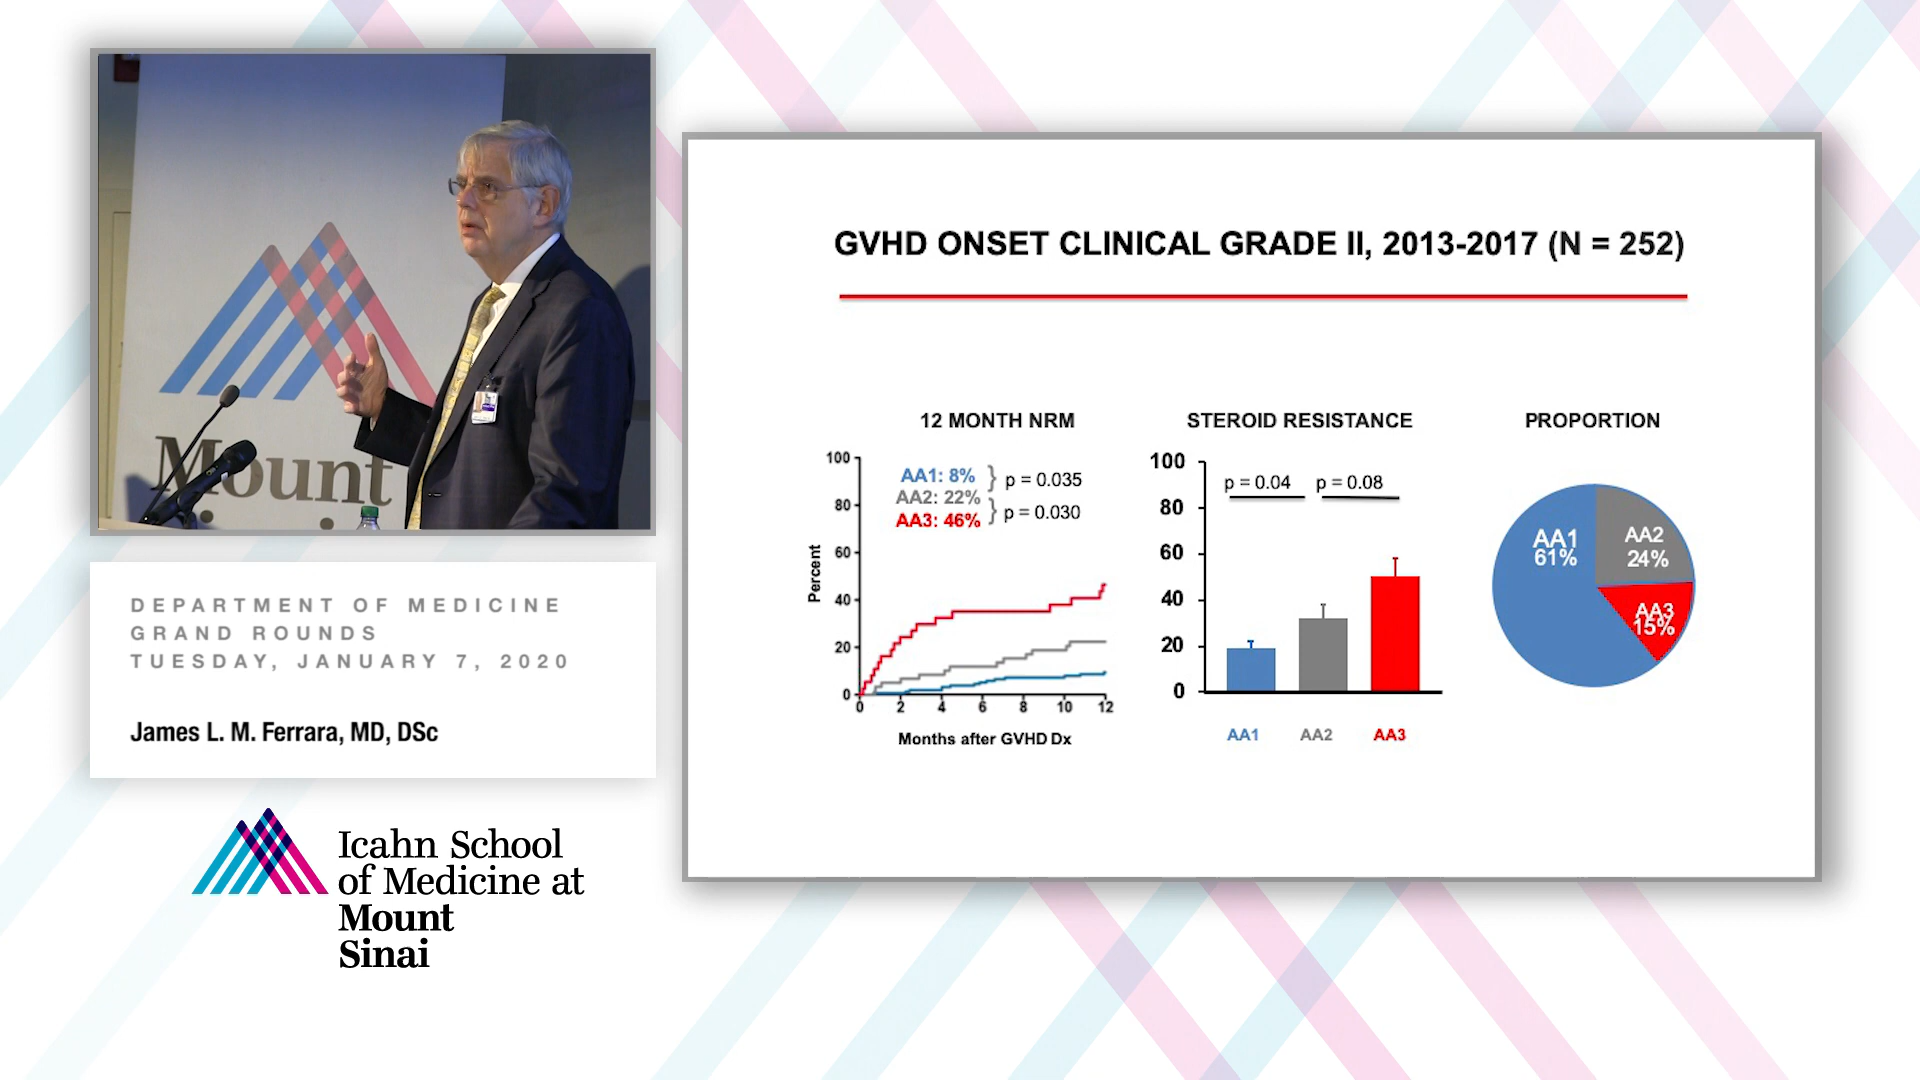 Mount
DEPARTMENT OF MEDICINE
GRAND ROUNDS
TUESDAY, JANUARY 7, 2020
James L. M. Ferrara, MD, DSc
Icahn School
of Medicine at
Mount
Sinai
GVHD ONSET CLINICAL GRADE II, 2013-2017 (N = 252)
12 MONTH NRM
100
80
60
40
20
0
Percent
AA1: 8%
AA2: 22%
AA3: 46%
p = 0.035
p = 0.030
0 2 4 6 8 10 12
Months after GVHD Dx
STEROID RESISTANCE
100
80
60
40
20
0
p = 0.04 p = 0.08
AA1 AA2 AA3
PROPORTION
AA1
61%
AA2
24%
AA3
15%